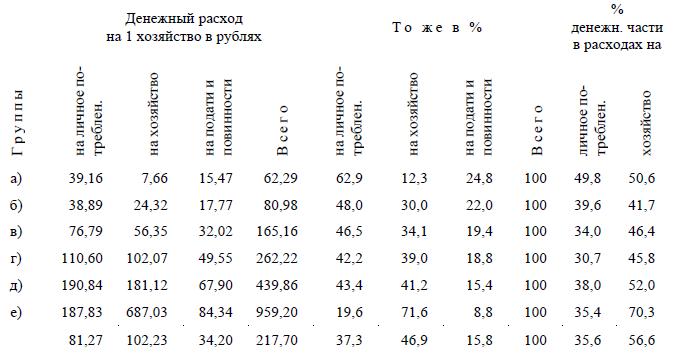 Денежный расход на 1 хозяйство в рублях | То же в % | % денежн. части в расходах на
Группы | на личное по-треблен. | на хозяйство | на подати и повинности | Всего | на личное по-треблен. | на хозяйство | на подати и повинности | Всего | личное по-треблен. | хозяйство
а) 39,16 7,66 15,47 62,29 62,9 12,3 24,8 100 49,8 50,6
б) 38,89 24,32 17,77 80,98 48,0 30,0 22,0 100 39,6 41,7
в) 76,79 56,35 32,02 165,16 46,5 34,1 19,4 100 34,0 46,4
г) 110,60 102,07 49,55 262,22 42,2 39,0 18,8 100 30,7 45,8
д) 190,84 181,12 67,90 439,86 43,4 41,2 15,4 100 38,0 52,0
е) 187,83 687,03 84,34 959,20 19,6 71,6 8,8 100 35,4 70,3
81,27 102,23 34,20 217,70 37,3 46,9 15,8 100 35,6 56,6